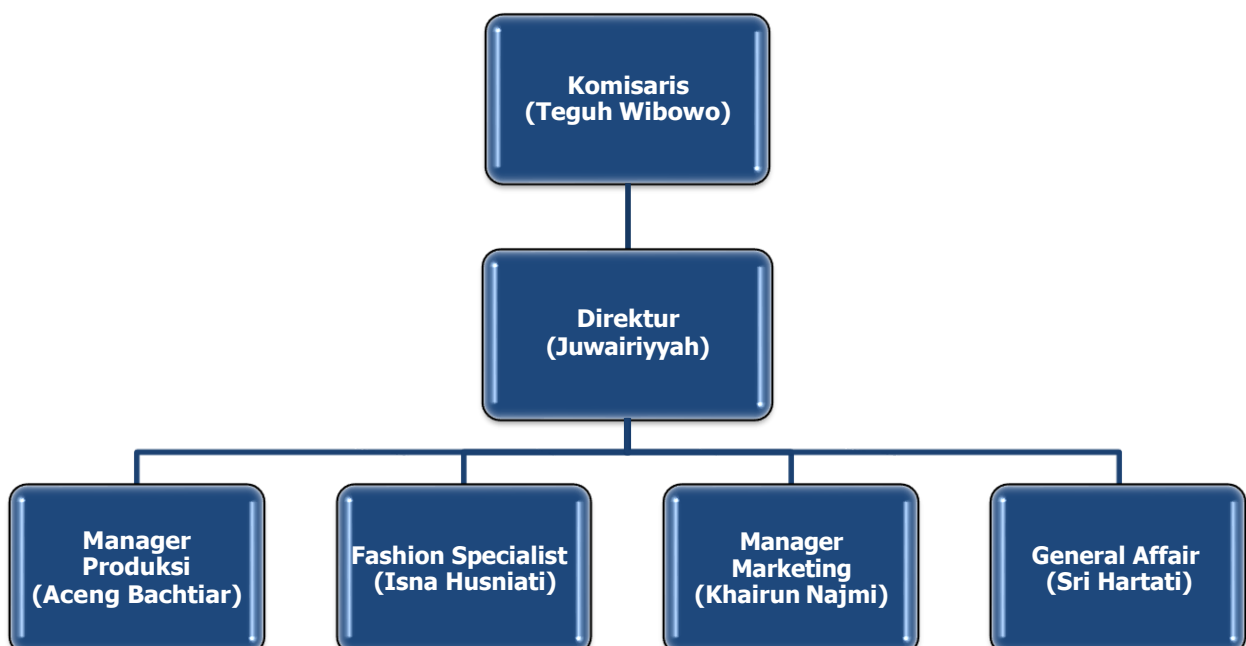 Komisaris
(Teguh Wibowo)
Direktur
(Juwairiyyah)
Manager
Produksi
(Aceng Bachtiar)
Fashion Specialist
(Isna Husniati)
Manager
Marketing
(Khairun Najmi)
General Affair
(Sri Hartati)